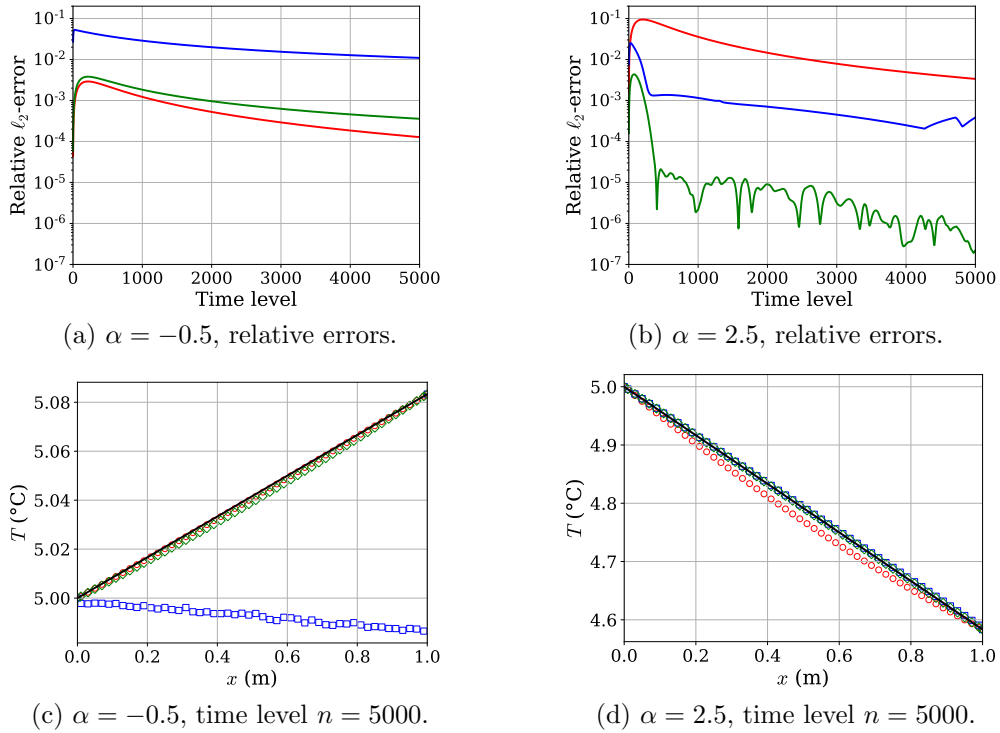 10⁻¹
10⁻²
10⁻³
10⁻⁴
10⁻⁵
10⁻⁶
10⁻⁷
Relative ℓ₂-error
0 1000 2000 3000 4000 5000
Time level
(a) α = −0.5, relative errors.
10⁻¹
10⁻²
10⁻³
10⁻⁴
10⁻⁵
10⁻⁶
10⁻⁷
Relative ℓ₂-error
0 1000 2000 3000 4000 5000
Time level
(b) α = 2.5, relative errors.
5.08
5.06
5.04
5.02
5.00
T (°C)
0.0 0.2 0.4 0.6 0.8 1.0
x (m)
(c) α = −0.5, time level n = 5000.
5.0
4.9
4.8
4.7
4.6
T (°C)
0.0 0.2 0.4 0.6 0.8 1.0
x (m)
(d) α = 2.5, time level n = 5000.